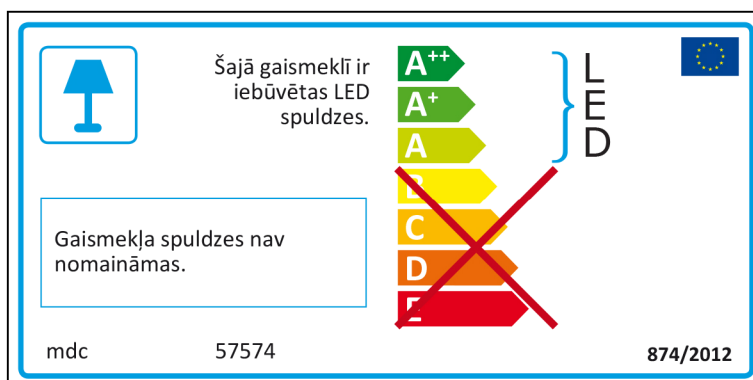 Šajā gaismeklī ir
iebūvētas LED
spuldzes.
A++
A+
A
B
C
D
E
L
E
D
Gaismekļa spuldzes nav
nomaināmas.
mdc 57574
874/2012